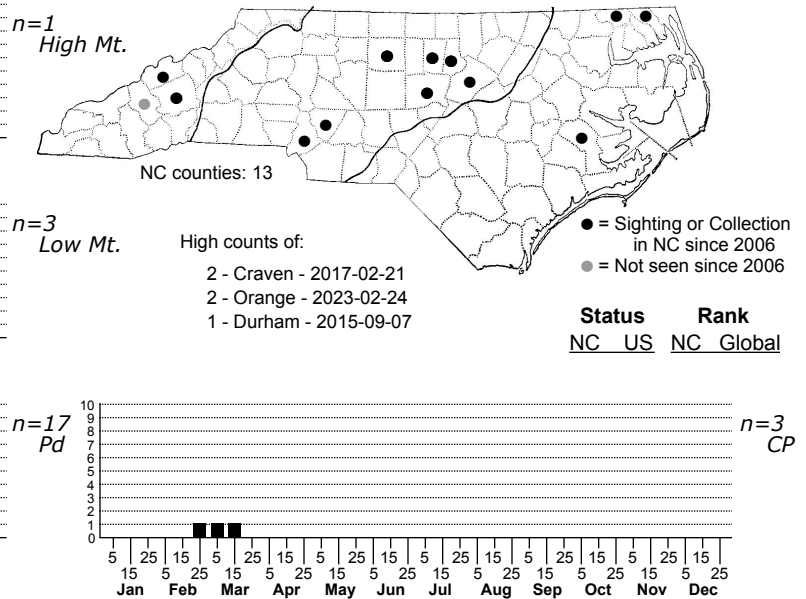 n=1
High Mt.
NC counties: 13
n=3
Low Mt.
High counts of:
2 - Craven - 2017-02-21
2 - Orange - 2023-02-24
1 - Durham - 2015-09-07
= Sighting or Collection
in NC since 2006
= Not seen since 2006
Status Rank
NC US NC Global
n=17
Pd
n=3
CP
10
9
8
7
6
5
4
3
2
1
0
5 25 15 5 25 15 5 25 15 5 25 15 5 25 15 5 25 15
15 5 25 15 5 25 15 5 25 15 5 25 15 5 25 15 5 25
Jan Feb Mar Apr May Jun Jul Aug Sep Oct Nov Dec